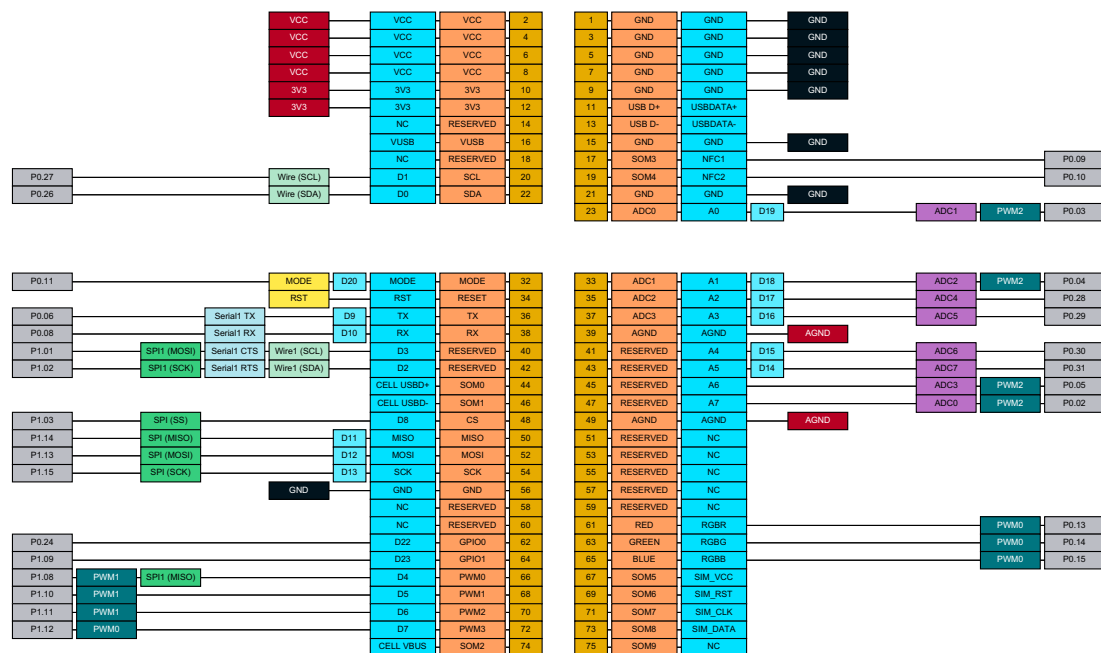 VCC VCC VCC 2 1 GND GND GND
VCC VCC VCC 4 3 GND GND GND
VCC VCC VCC 6 5 GND GND GND
VCC VCC VCC 8 7 GND GND GND
3V3 3V3 3V3 10 9 GND GND GND
3V3 3V3 3V3 12 11 USB D+ USBDATA+
NC RESERVED 14 13 USB D- USBDATA-
VUSB VUSB 16 15 GND GND GND
NC RESERVED 18 17 SOM3 NFC1 P0.09
P0.27 Wire (SCL) D1 SCL 20 19 SOM4 NFC2 P0.10
P0.26 Wire (SDA) D0 SDA 22 21 GND GND GND
23 ADC0 A0 D19 ADC1 PWM2 P0.03
P0.11 MODE D20 MODE MODE 32 33 ADC1 A1 D18 ADC2 PWM2 P0.04
RST RST RESET 34 35 ADC2 A2 D17 ADC4 P0.28
P0.06 Serial1 TX D9 TX TX 36 37 ADC3 A3 D16 ADC5 P0.29
P0.08 Serial1 RX D10 RX RX 38 39 AGND AGND AGND
P1.01 SPI1 (MOSI) Serial1 CTS Wire1 (SCL) D3 RESERVED 40 41 RESERVED A4 D15 ADC6 P0.30
P1.02 SPI1 (SCK) Serial1 RTS Wire1 (SDA) D2 RESERVED 42 43 RESERVED A5 D14 ADC7 P0.31
CELL USBD+ SOM0 44 45 RESERVED A6 ADC3 PWM2 P0.05
CELL USBD- SOM1 46 47 RESERVED A7 ADC0 PWM2 P0.02
P1.03 SPI (SS) D8 CS 48 49 AGND AGND AGND
P1.14 SPI (MISO) D11 MISO MISO 50 51 RESERVED NC
P1.13 SPI (MOSI) D12 MOSI MOSI 52 53 RESERVED NC
P1.15 SPI (SCK) D13 SCK SCK 54 55 RESERVED NC
GND GND GND 56 57 RESERVED NC
NC RESERVED 58 59 RESERVED NC
NC RESERVED 60 61 RED RGBR PWM0 P0.13
P0.24 D22 GPIO0 62 63 GREEN RGBG PWM0 P0.14
P1.09 D23 GPIO1 64 65 BLUE RGBB PWM0 P0.15
P1.08 PWM1 SPI1 (MISO) D4 PWM0 66 67 SOM5 SIM_VCC
P1.10 PWM1 D5 PWM1 68 69 SOM6 SIM_RST
P1.11 PWM1 D6 PWM2 70 71 SOM7 SIM_CLK
P1.12 PWM0 D7 PWM3 72 73 SOM8 SIM_DATA
CELL VBUS SOM2 74 75 SOM9 NC